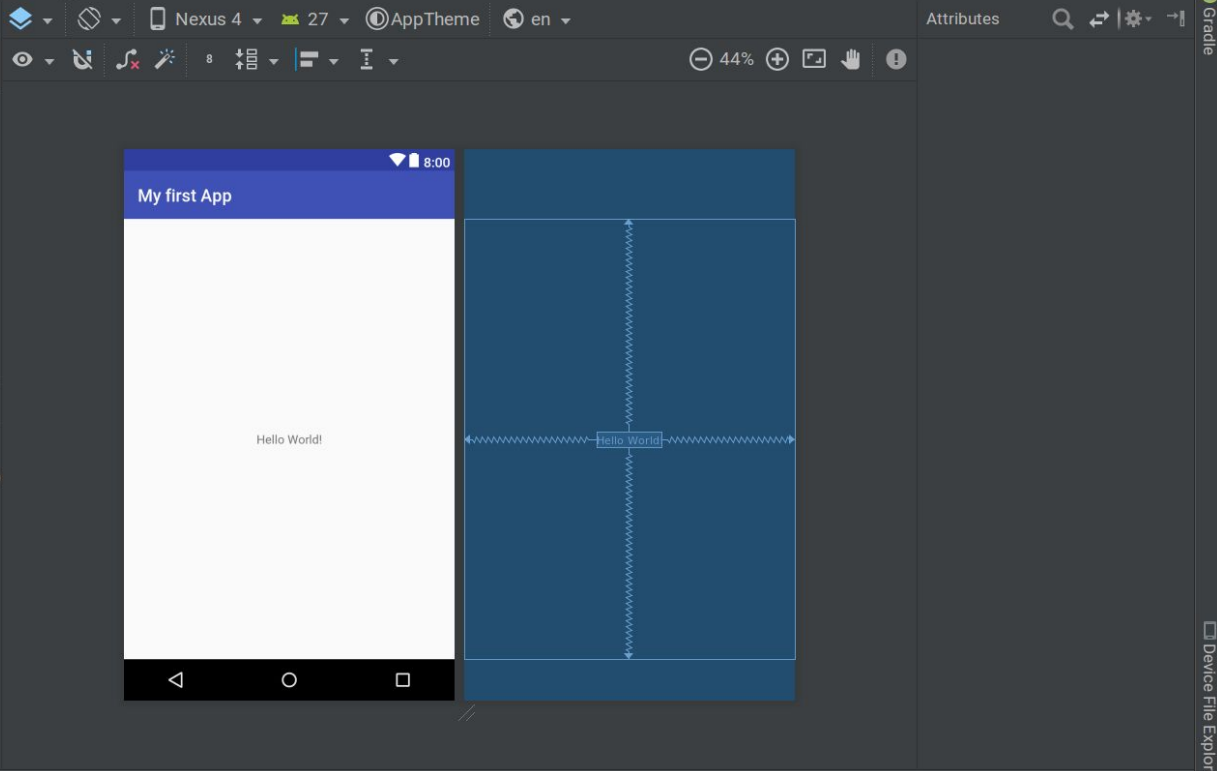 Nexus 4 27 AppTheme en Attributes
8 44%
8:00
My first App
Hello World!
Hello World
Gradle
Device File Explor